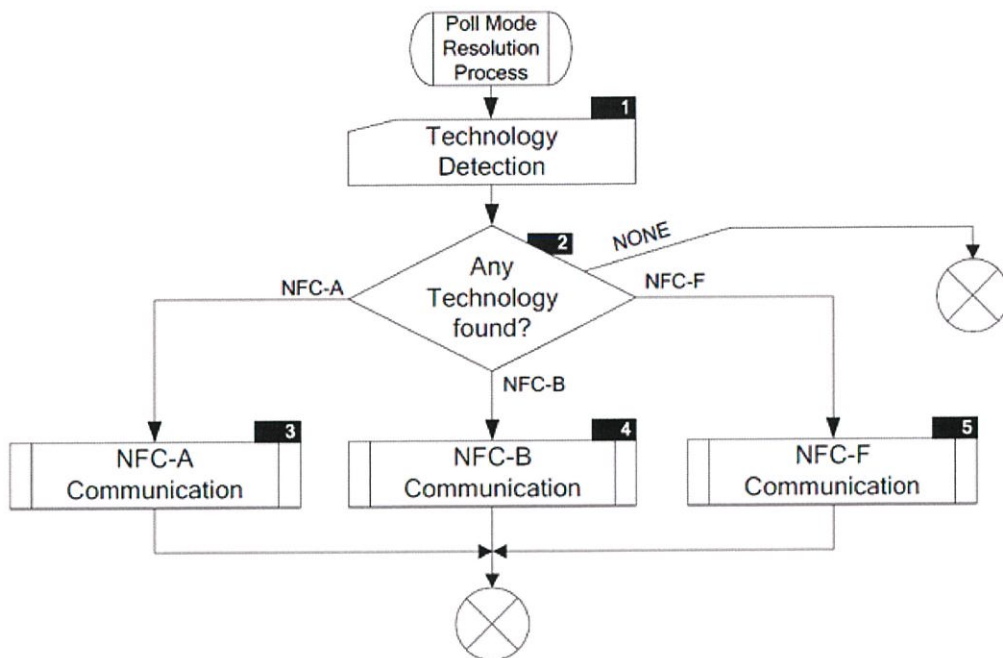 Poll Mode
Resolution
Process
1
Technology
Detection
2
NONE
Any
Technology
found?
NFC-A
NFC-F
NFC-B
3
NFC-A
Communication
4
NFC-B
Communication
5
NFC-F
Communication